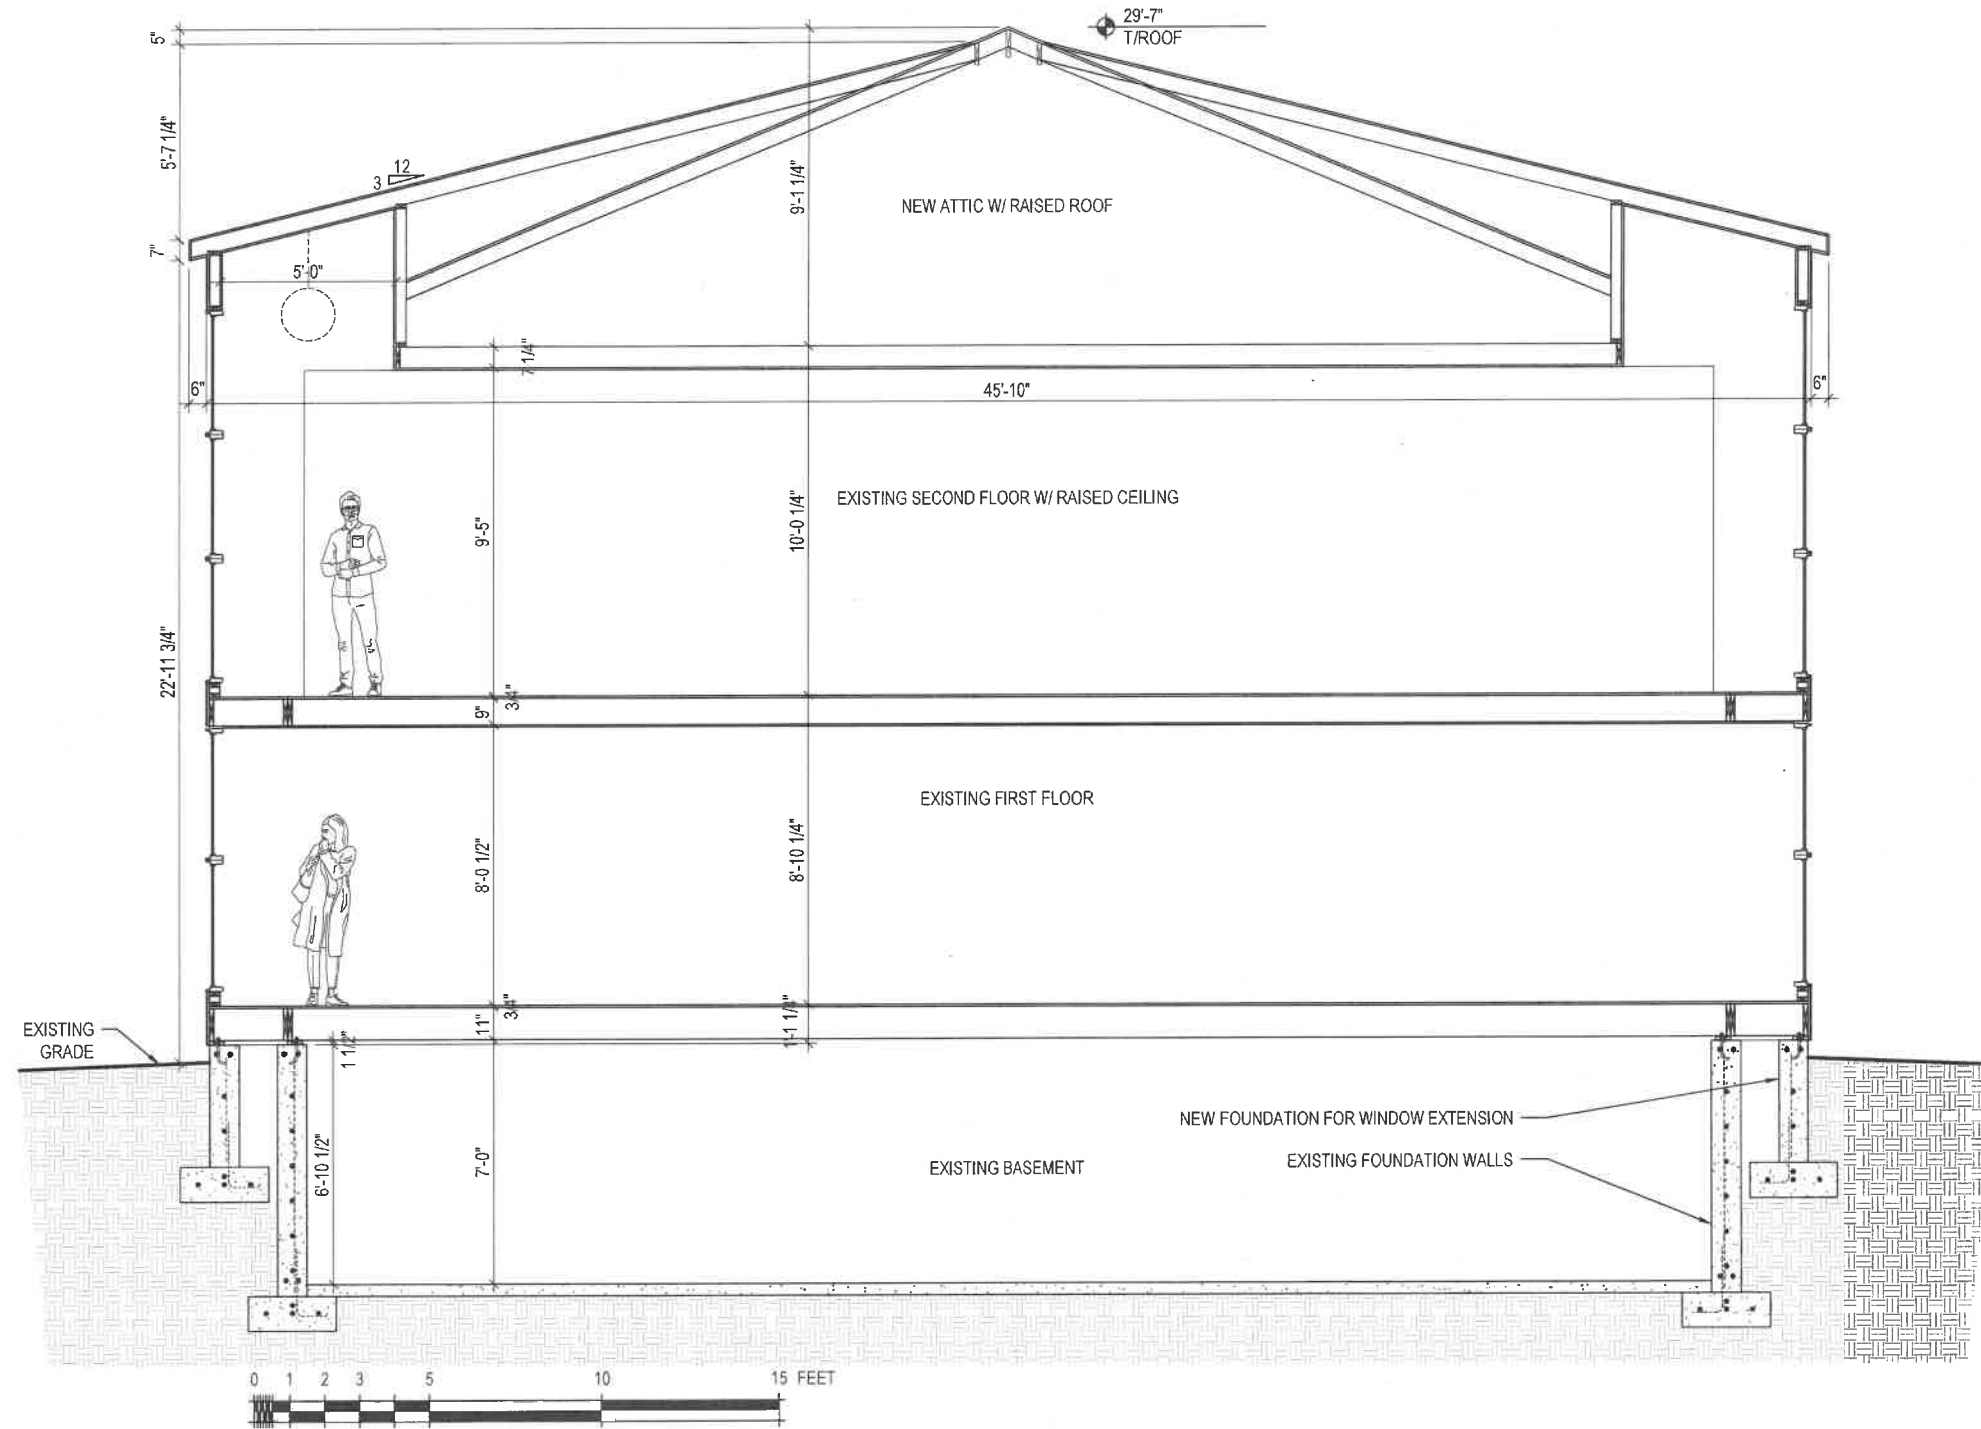 29'-7"
T/ROOF
5"
5'-7 1/4"
12
3
9'-1 1/4"
NEW ATTIC W/ RAISED ROOF
7"
5'-0"
7 1/4"
6"
45'-10"
6"
EXISTING SECOND FLOOR W/ RAISED CEILING
9'-5"
10'-0 1/4"
22'-11 3/4"
3/4"
9"
EXISTING FIRST FLOOR
8'-0 1/2"
8'-10 1/4"
3/4"
11"
1'-1 1/4"
1 1/2"
EXISTING
GRADE
NEW FOUNDATION FOR WINDOW EXTENSION
6'-10 1/2"
7'-0"
EXISTING BASEMENT
EXISTING FOUNDATION WALLS
0 1 2 3 5 10 15 FEET